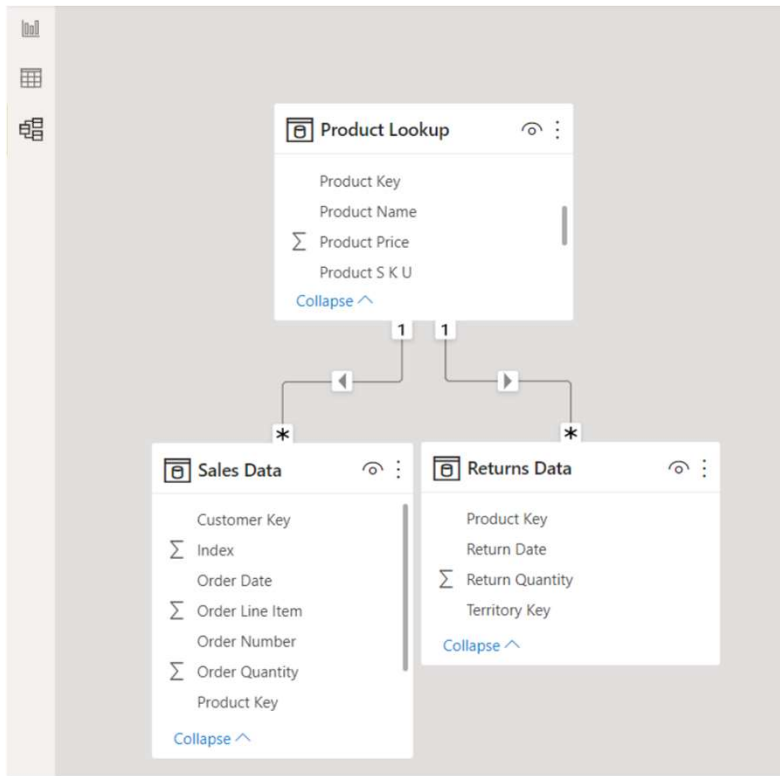 Product Lookup
Product Key
Product Name
Σ Product Price
Product S K U
Collapse
1 1
* *
Sales Data
Customer Key
Σ Index
Order Date
Σ Order Line Item
Order Number
Σ Order Quantity
Product Key
Collapse
Returns Data
Product Key
Return Date
Σ Return Quantity
Territory Key
Collapse